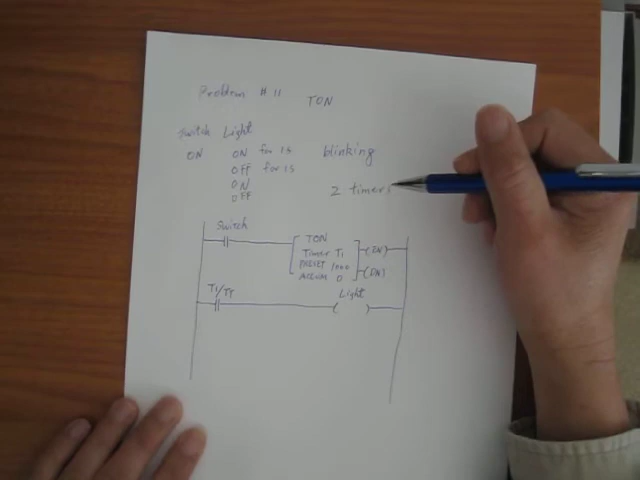 Problem # 11 TON
Switch Light
ON ON for 1s blinking
OFF for 1s
ON 2 timers
OFF
Switch
TON
Timer T1 (EN)
PRESET 1000
ACCUM 0 (DN)
T1/TT Light